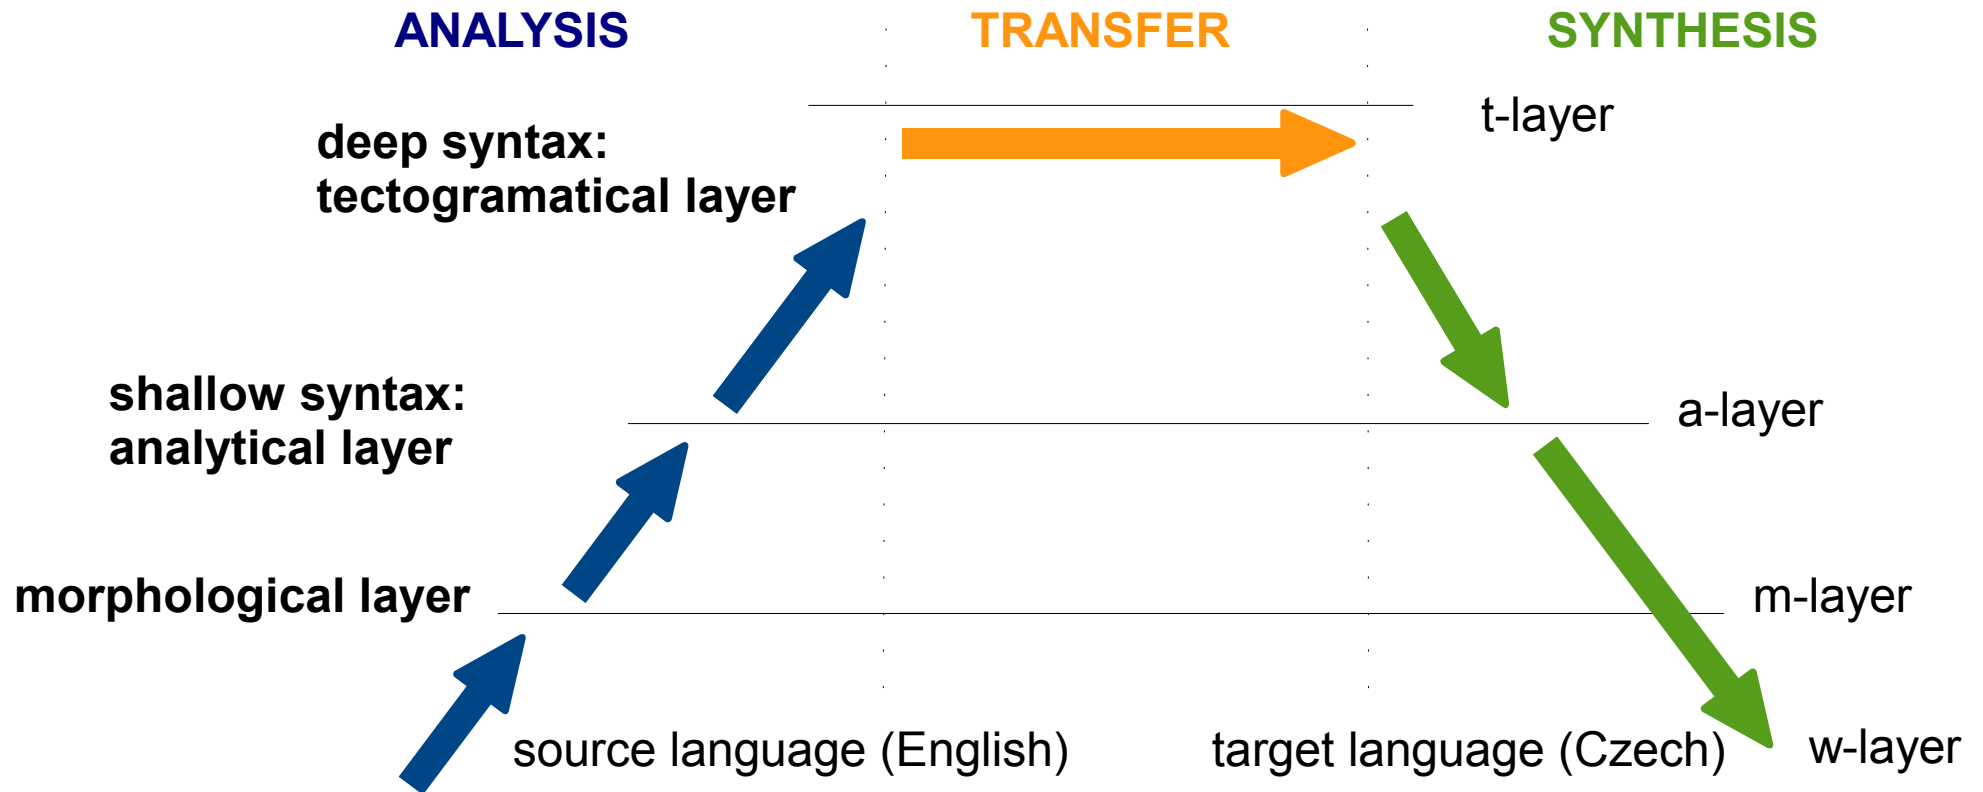 ANALYSIS
TRANSFER
SYNTHESIS
t-layer
deep syntax:
tectogramatical layer
shallow syntax:
analytical layer
a-layer
morphological layer
m-layer
source language (English)
target language (Czech)
w-layer